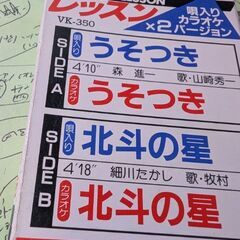 レッスン
LESSON
唄入り
カラオケ
×2バージョン
VK-350
SIDE A
唄入り うそつき
4'10" 森 進一 歌・山崎秀一
カラオケ うそつき
SIDE B
唄入り 北斗の星
4'18" 細川たかし 歌・牧村
カラオケ 北斗の星